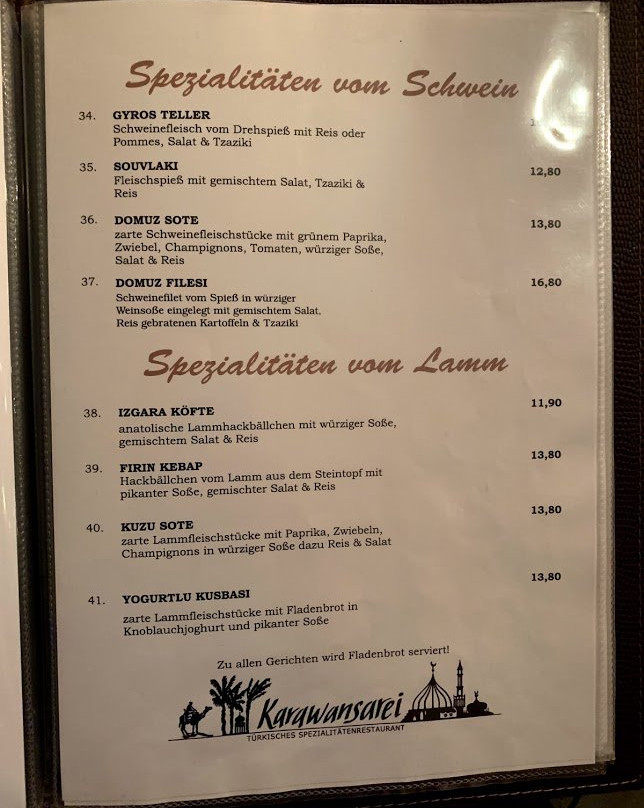 Spezialitäten vom Schwein
34. GYROS TELLER
Schweinefleisch vom Drehspieß mit Reis oder
Pommes, Salat & Tzaziki
35. SOUVLAKI 12,80
Fleischspieß mit gemischtem Salat, Tzaziki &
Reis
36. DOMUZ SOTE 13,80
zarte Schweinefleischstücke mit grünem Paprika,
Zwiebel, Champignons, Tomaten, würziger Soße,
Salat & Reis
37. DOMUZ FILESI 16,80
Schweinefilet vom Spieß in würziger
Weinsoße eingelegt mit gemischtem Salat,
Reis gebratenen Kartoffeln & Tzaziki
Spezialitäten vom Lamm
38. IZGARA KÖFTE 11,90
anatolische Lammhackbällchen mit würziger Soße,
gemischtem Salat & Reis
39. FIRIN KEBAP 13,80
Hackbällchen vom Lamm aus dem Steintopf mit
pikanter Soße, gemischter Salat & Reis
40. KUZU SOTE 13,80
zarte Lammfleischstücke mit Paprika, Zwiebeln,
Champignons in würziger Soße dazu Reis & Salat
41. YOGURTLU KUSBASI 13,80
zarte Lammfleischstücke mit Fladenbrot in
Knoblauchjoghurt und pikanter Soße
Zu allen Gerichten wird Fladenbrot serviert!
Karawansarei
TÜRKISCHES SPEZIALITÄTENRESTAURANT